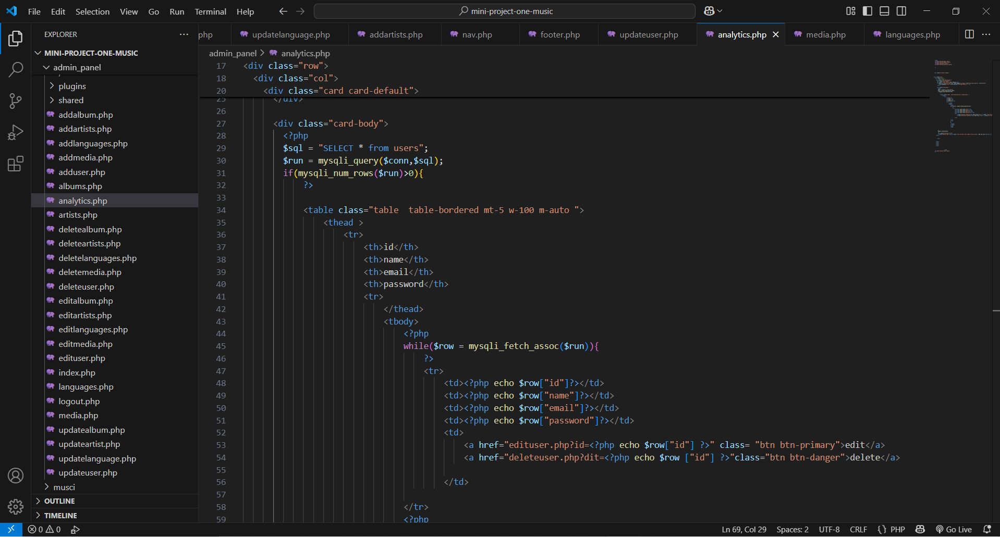 File Edit Selection View Go Run Terminal Help
mini-project-one-music
EXPLORER
MINI-PROJECT-ONE-MUSIC
admin_panel
plugins
shared
addalbum.php
addartists.php
addlanguages.php
addmedia.php
adduser.php
albums.php
analytics.php
artists.php
deletealbum.php
deleteartists.php
deletelanguages.php
deletemedia.php
deleteuser.php
editalbum.php
editartists.php
editlanguages.php
editmedia.php
edituser.php
index.php
languages.php
logout.php
media.php
updatealbum.php
updateartist.php
updatelanguage.php
updateuser.php
musci
OUTLINE
TIMELINE
php updatelanguage.php addartists.php nav.php footer.php updateuser.php analytics.php media.php languages.php
admin_panel > analytics.php
17 <div class="row">
18 <div class="col">
20 <div class="card card-default">
25 </div>
26
27 <div class="card-body">
28 <?php
29 $sql = "SELECT * from users";
30 $run = mysqli_query($conn,$sql);
31 if(mysqli_num_rows($run)>0){
32 ?>
33
34 <table class="table  table-bordered mt-5 w-100 m-auto ">
35 <thead >
36 <tr>
37 <th>id</th>
38 <th>name</th>
39 <th>email</th>
40 <th>password</th>
41 <tr>
42 </thead>
43 <tbody>
44 <?php
45 while($row = mysqli_fetch_assoc($run)){
46 ?>
47 <tr>
48 <td><?php echo $row["id"]?></td>
49 <td><?php echo $row["name"]?></td>
50 <td><?php echo $row["email"]?></td>
51 <td><?php echo $row["password"]?></td>
52 <td>
53 <a href="edituser.php?id=<?php echo $row["id"] ?>" class= "btn btn-primary">edit</a>
54 <a href="deleteuser.php?dit=<?php echo $row ["id"] ?>"class="btn btn-danger">delete</a>
55
56 </td>
57
58 </tr>
59 <?php
0 0 Ln 69, Col 29 Spaces: 2 UTF-8 CRLF {} PHP Go Live